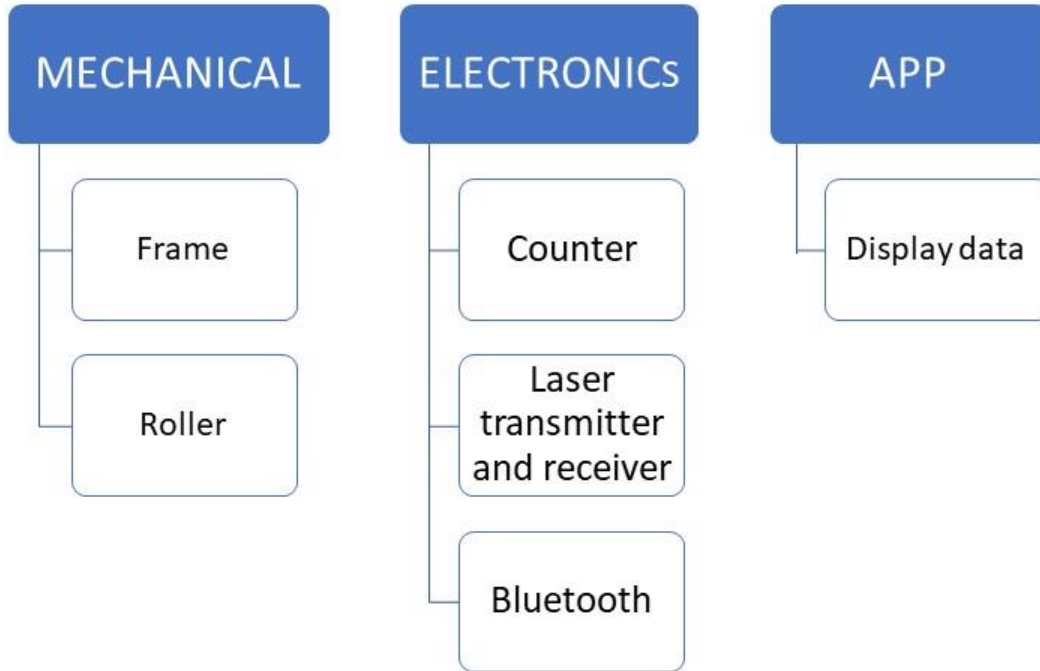 MECHANICAL
Frame
Roller
ELECTRONICs
Counter
Laser
transmitter
and receiver
Bluetooth
APP
Display data